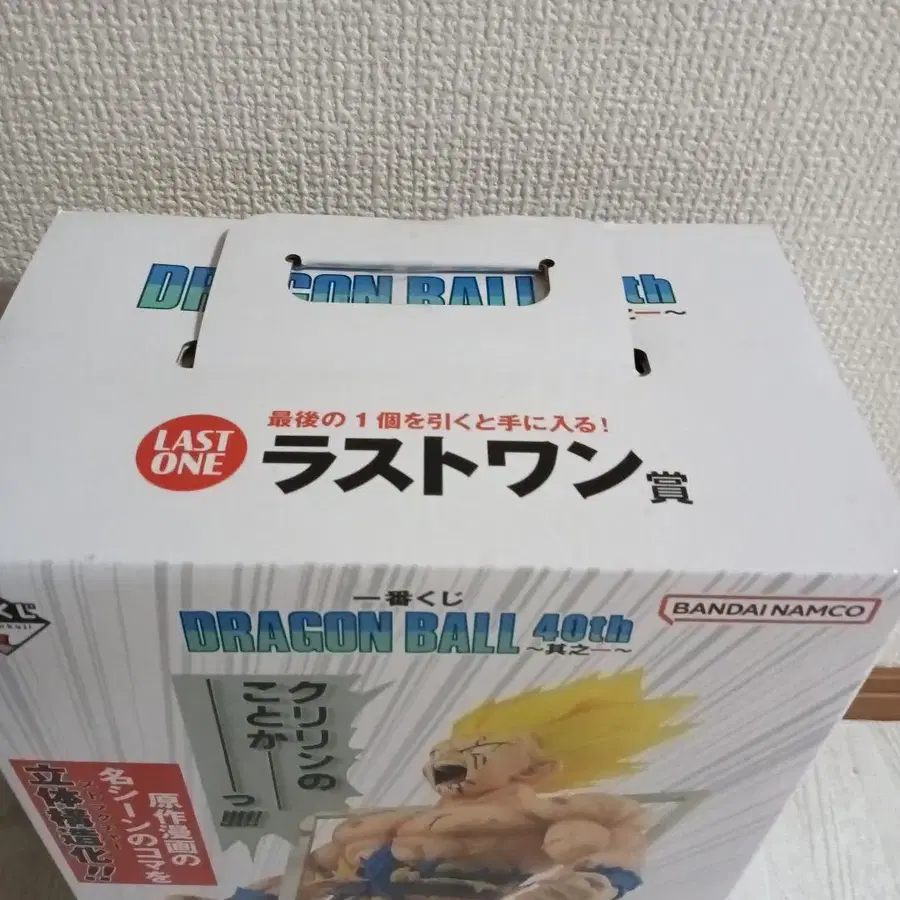 DRAGON BALL 40th
LAST
ONE
最後の1個を引くと手に入る!
ラストワン賞
一番くじ
DRAGON BALL 40th
~其之一~
BANDAI NAMCO
クリリンの
ことかーーーっ!!!!!
原作漫画の
名シーンのコマを
立体構造化!!